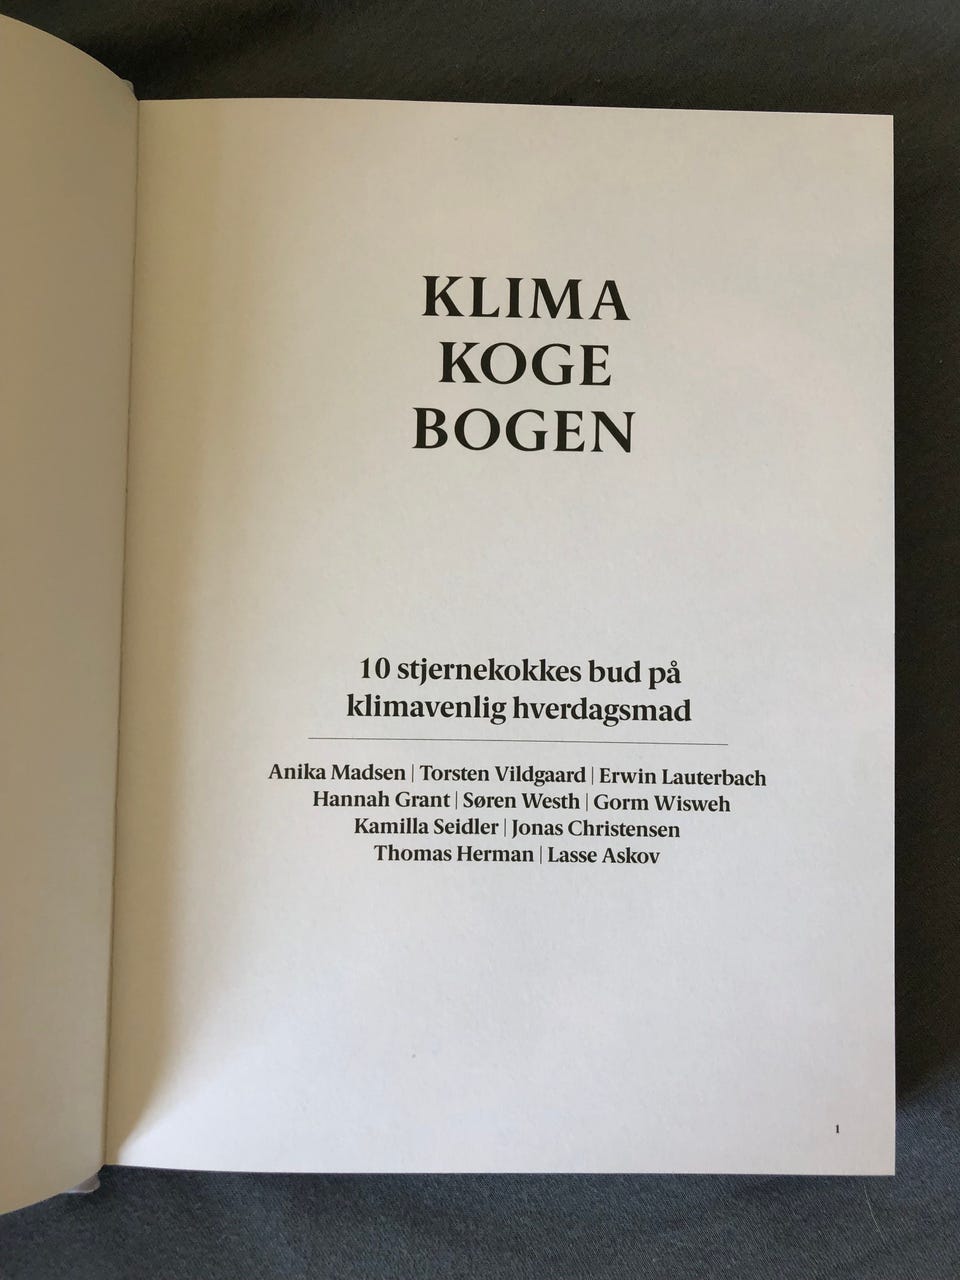 KLIMA
KOGE
BOGEN
10 stjernekokkes bud på
klimavenlig hverdagsmad
Anika Madsen | Torsten Vildgaard | Erwin Lauterbach
Hannah Grant | Søren Westh | Gorm Wisweh
Kamilla Seidler | Jonas Christensen
Thomas Herman | Lasse Askov
1